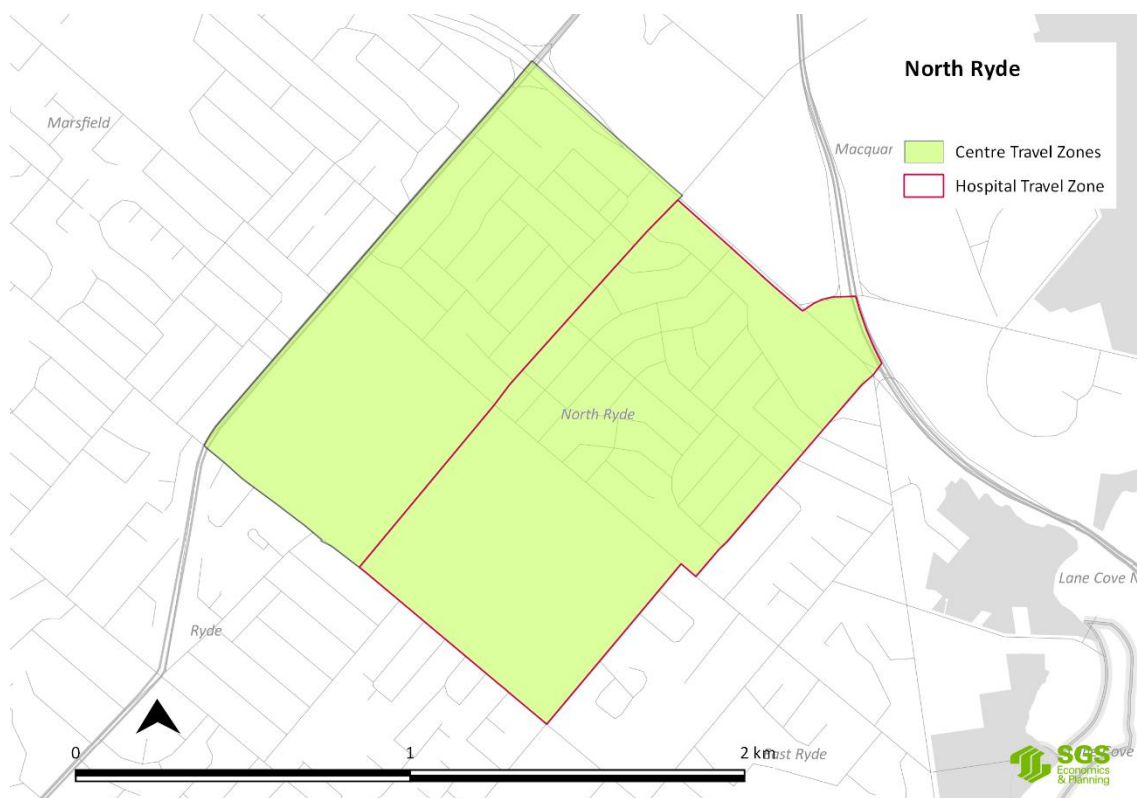 North Ryde
Marsfield
Macquar
Centre Travel Zones
Hospital Travel Zone
North Ryde
Lane Cove N
Ryde
0
1
2 km
East Ryde
Cove
SGS
Economics
& Planning